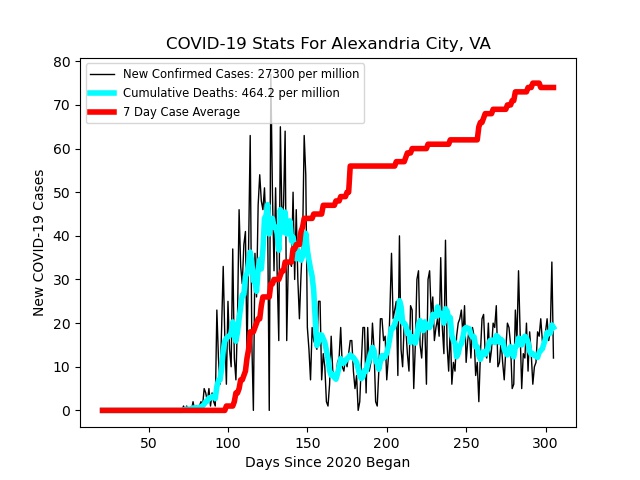 COVID-19 Stats For Alexandria City, VA
New Confirmed Cases: 27300 per million
Cumulative Deaths: 464.2 per million
7 Day Case Average
80
70
60
50
40
30
20
10
0
New COVID-19 Cases
50 100 150 200 250 300
Days Since 2020 Began